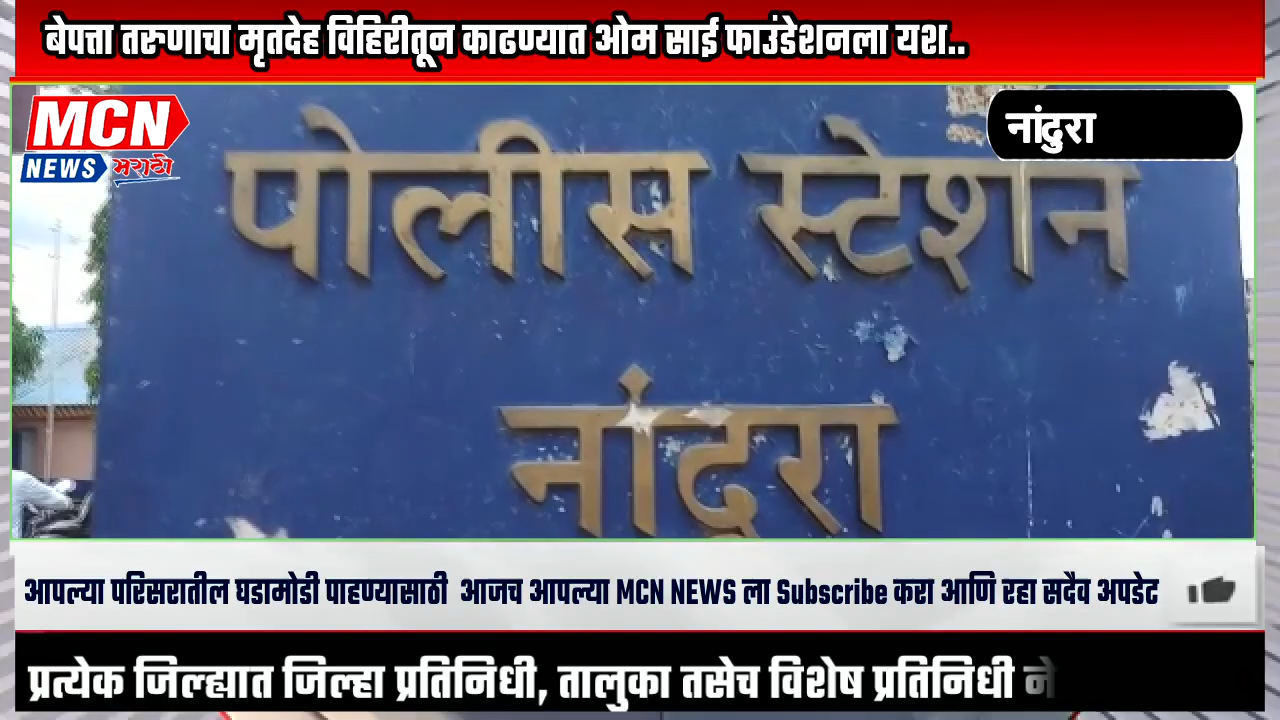 बेपत्ता तरुणाचा मृतदेह विहिरीतून काढण्यात ओम साई फाउंडेशनला यश..
MCN
NEWS मराठी
नांदुरा
पोलीस स्टेशन
नांदुरा
आपल्या परिसरातील घडामोडी पाहण्यासाठी आजच आपल्या MCN NEWS ला Subscribe करा आणि रहा सदैव अपडेट
प्रत्येक जिल्ह्यात जिल्हा प्रतिनिधी, तालुका तसेच विशेष प्रतिनिधी ने